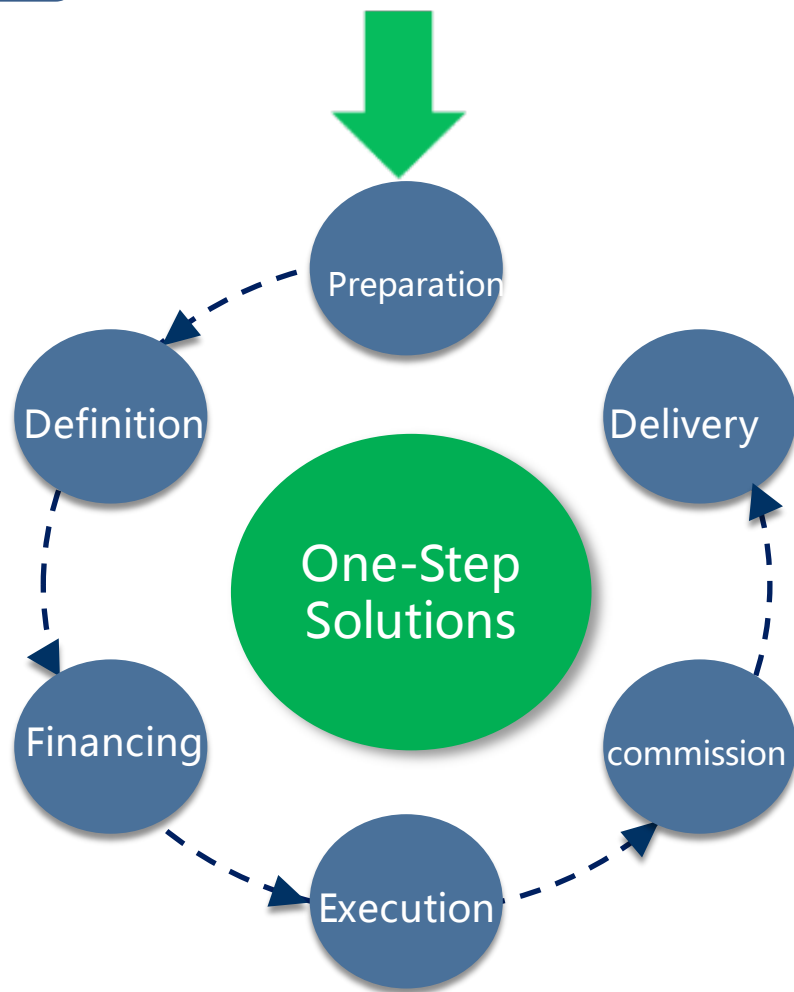 Preparation
Definition
Delivery
One-Step
Solutions
Financing
commission
Execution